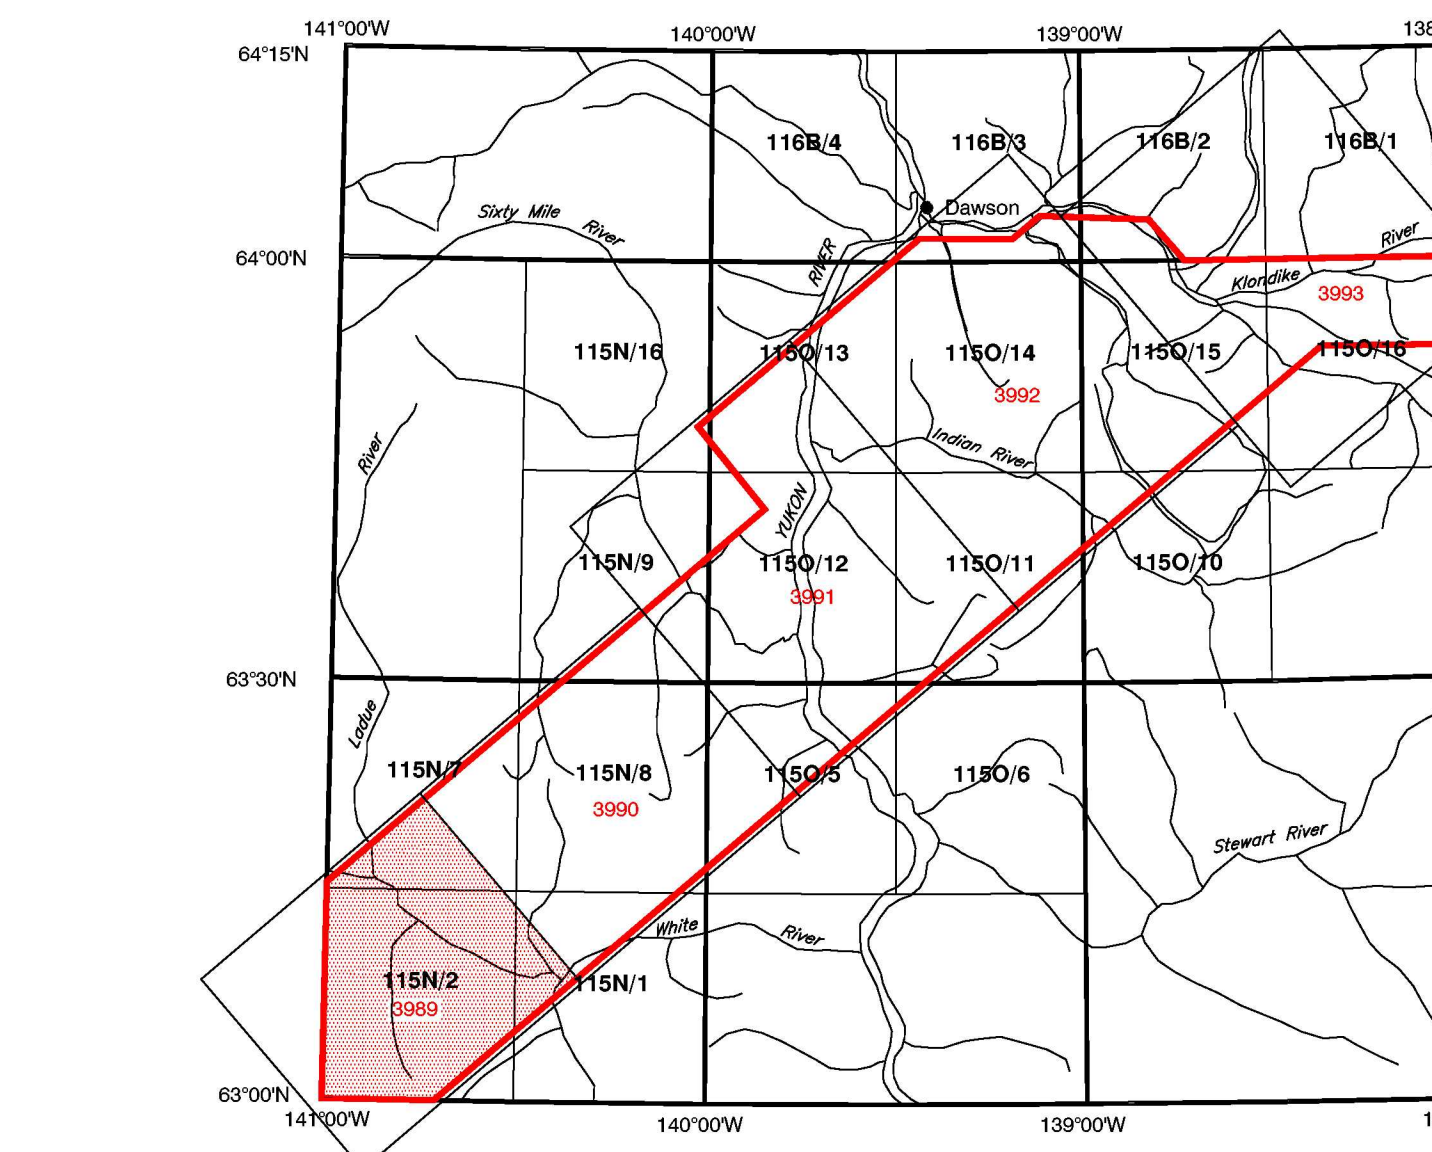 141°00'W
140°00'W
139°00'W
138
64°15'N
116B/4
116B/3
116B/2
116B/1
Sixty Mile River
Dawson
RIVER
River
64°00'N
Klondike
3993
115N/16
115O/13
115O/14
115O/15
115O/16
3992
River
Indian River
YUKON
115N/9
115O/12
115O/11
115O/10
3991
63°30'N
Ladue
115N/7
115N/8
115O/5
115O/6
3990
Stewart River
White River
115N/2
115N/1
3989
63°00'N
141°00'W
140°00'W
139°00'W
1